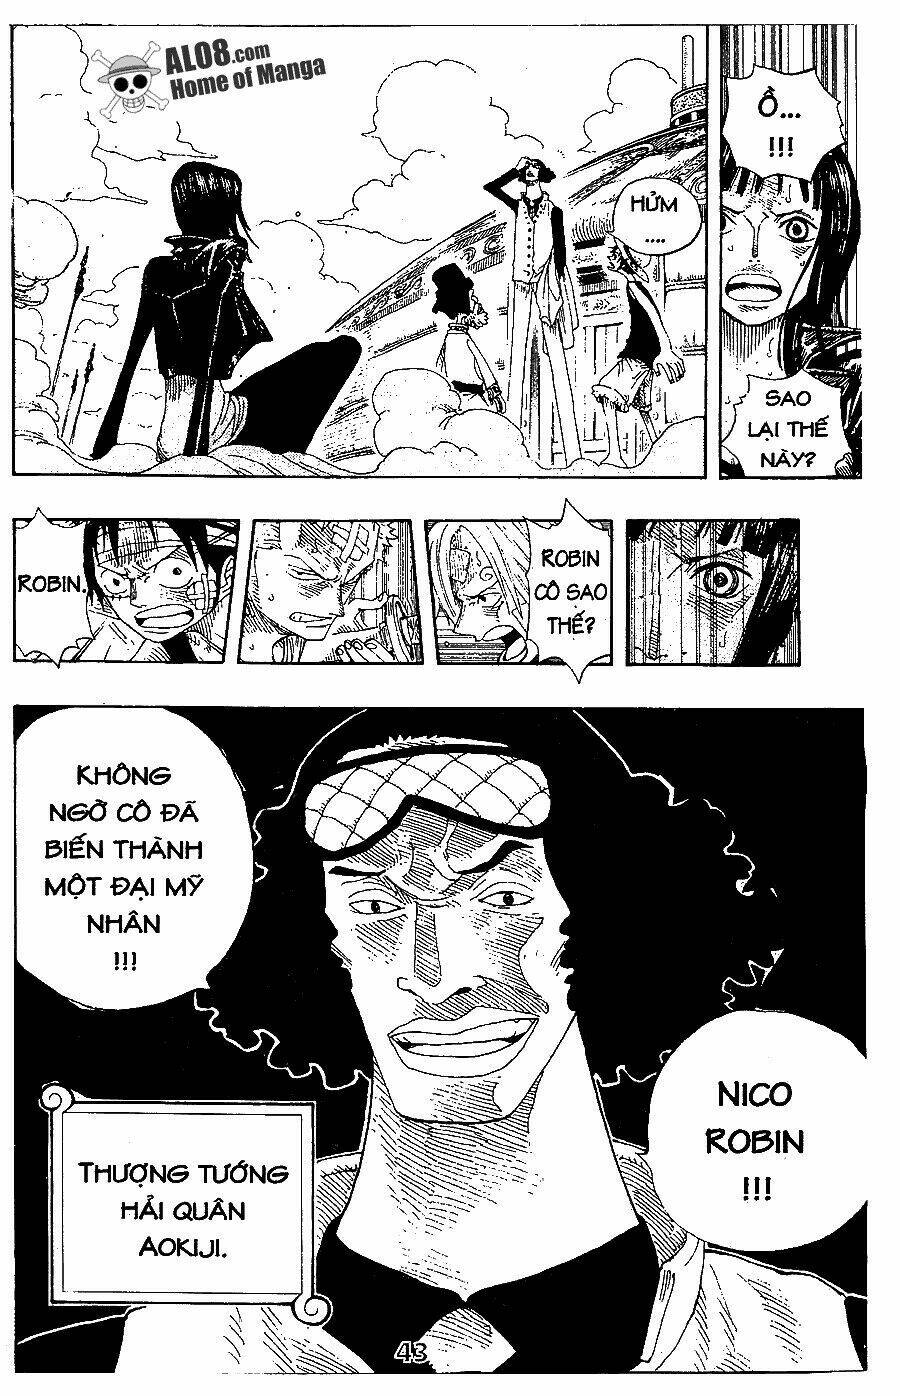 AL08.com
Home of Manga
HỬM
....
Ồ...
!!!
SAO
LẠI THẾ
NÀY?
ROBIN.
ROBIN
CÔ SAO
THẾ?
KHÔNG
NGỜ CÔ ĐÃ
BIẾN THÀNH
MỘT ĐẠI MỸ
NHÂN
!!!
NICO
ROBIN
!!!
THƯỢNG TƯỚNG
HẢI QUÂN
AOKIJI.
43